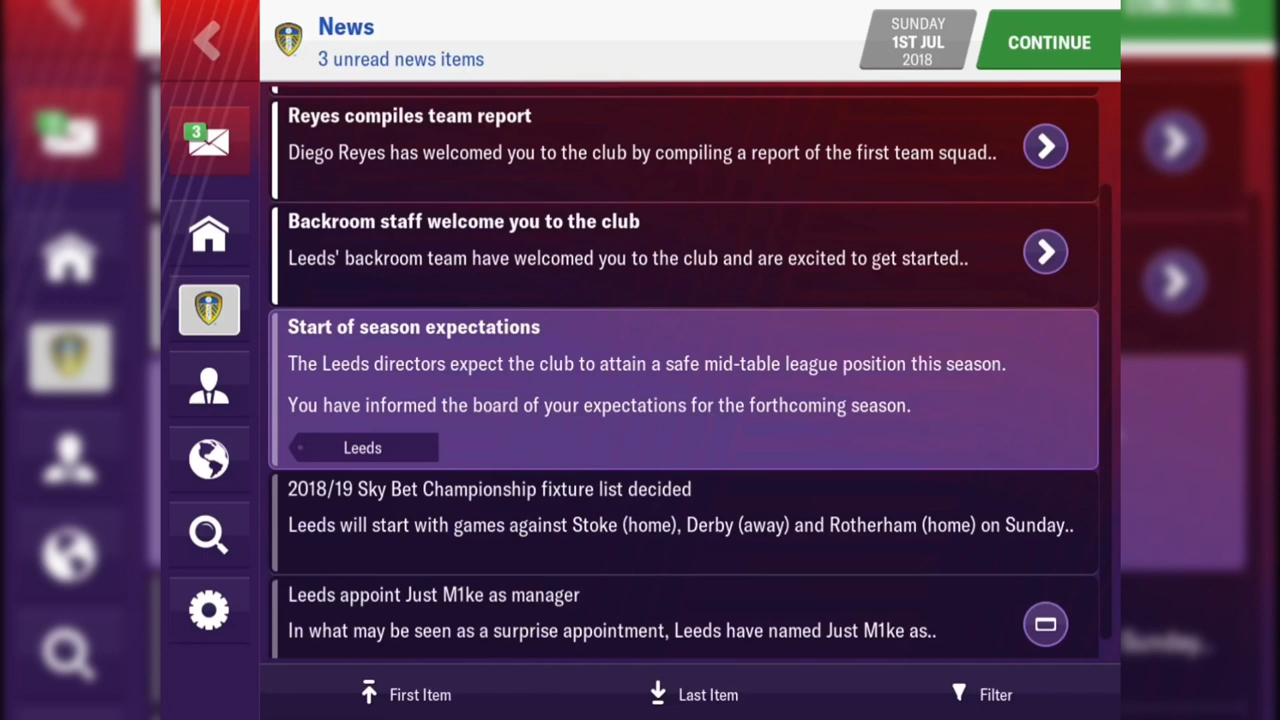 News
3 unread news items
SUNDAY
1ST JUL
2018
CONTINUE
3
Reyes compiles team report
Diego Reyes has welcomed you to the club by compiling a report of the first team squad..
Backroom staff welcome you to the club
Leeds' backroom team have welcomed you to the club and are excited to get started..
Start of season expectations
The Leeds directors expect the club to attain a safe mid-table league position this season.
You have informed the board of your expectations for the forthcoming season.
Leeds
2018/19 Sky Bet Championship fixture list decided
Leeds will start with games against Stoke (home), Derby (away) and Rotherham (home) on Sunday..
Leeds appoint Just M1ke as manager
In what may be seen as a surprise appointment, Leeds have named Just M1ke as..
First Item
Last Item
Filter
Sunday..